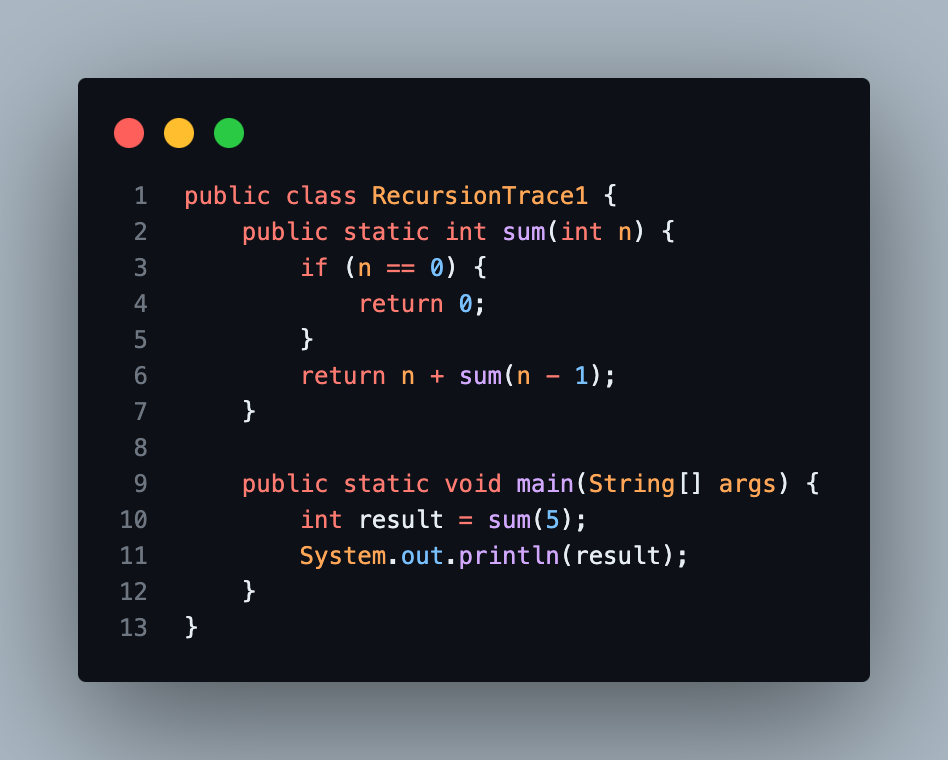 1 public class RecursionTrace1 {
2     public static int sum(int n) {
3         if (n == 0) {
4             return 0;
5         }
6         return n + sum(n - 1);
7     }
8
9     public static void main(String[] args) {
10         int result = sum(5);
11         System.out.println(result);
12     }
13 }